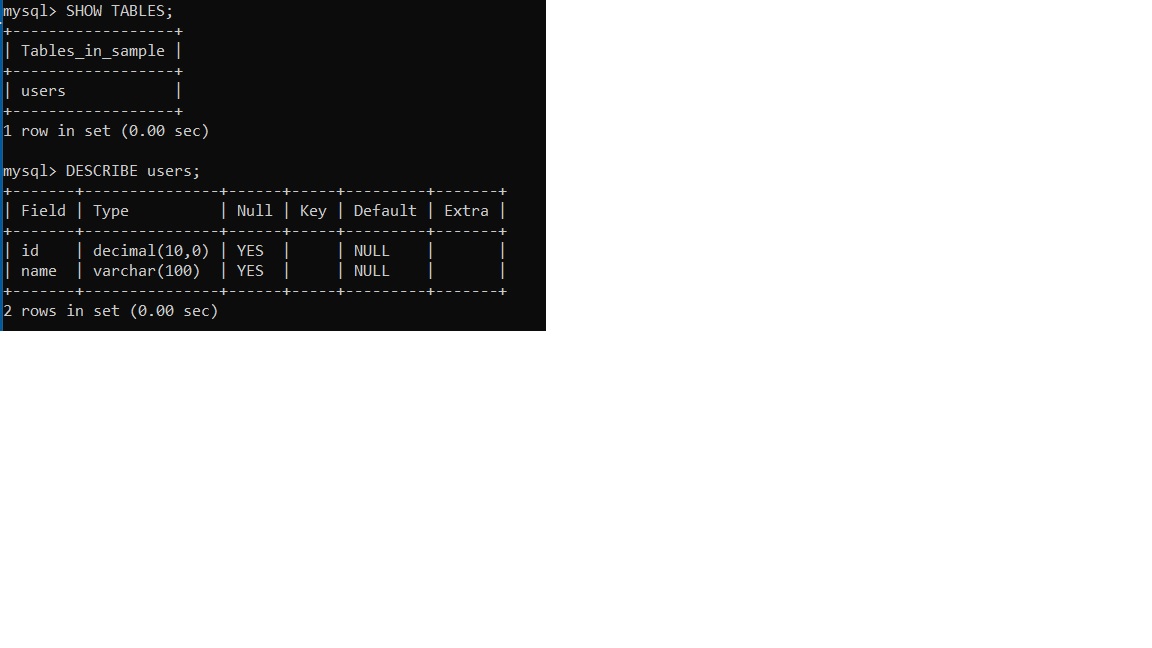 mysql> SHOW TABLES;
+------------------+
| Tables_in_sample |
+------------------+
| users            |
+------------------+
1 row in set (0.00 sec)
mysql> DESCRIBE users;
+-------+---------------+------+-----+---------+-------+
| Field | Type          | Null | Key | Default | Extra |
+-------+---------------+------+-----+---------+-------+
| id    | decimal(10,0) | YES  |     | NULL    |       |
| name  | varchar(100)  | YES  |     | NULL    |       |
+-------+---------------+------+-----+---------+-------+
2 rows in set (0.00 sec)